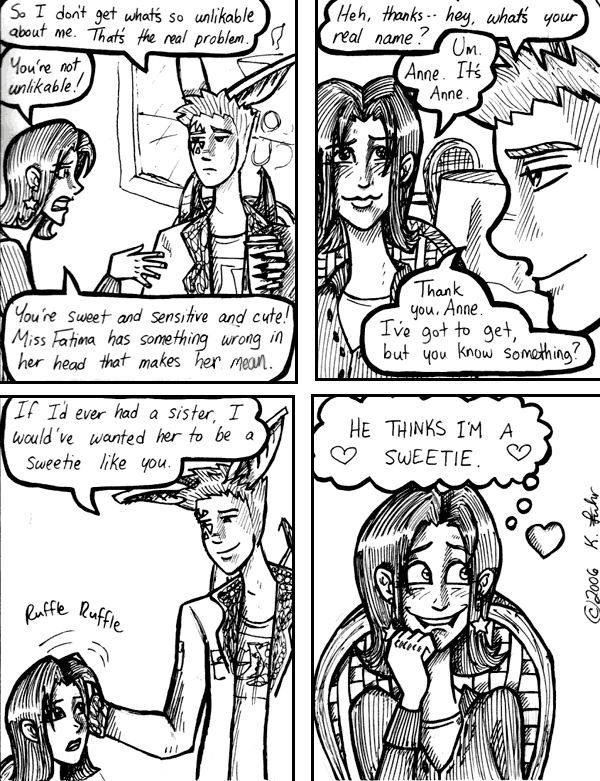 So I don't get what's so unlikable
about me. That's the real problem.
You're not
unlikable!
You're sweet and sensitive and cute!
Miss Fatima has something wrong in
her head that makes her mean.
Heh, thanks-- hey, what's your
real name?
Um.
Anne. It's
Anne.
Thank
you, Anne.
I've got to get,
but you know something?
If I'd ever had a sister, I
would've wanted her to be a
sweetie like you.
Ruffle Ruffle
HE THINKS I'M A
SWEETIE.
©2006 K.